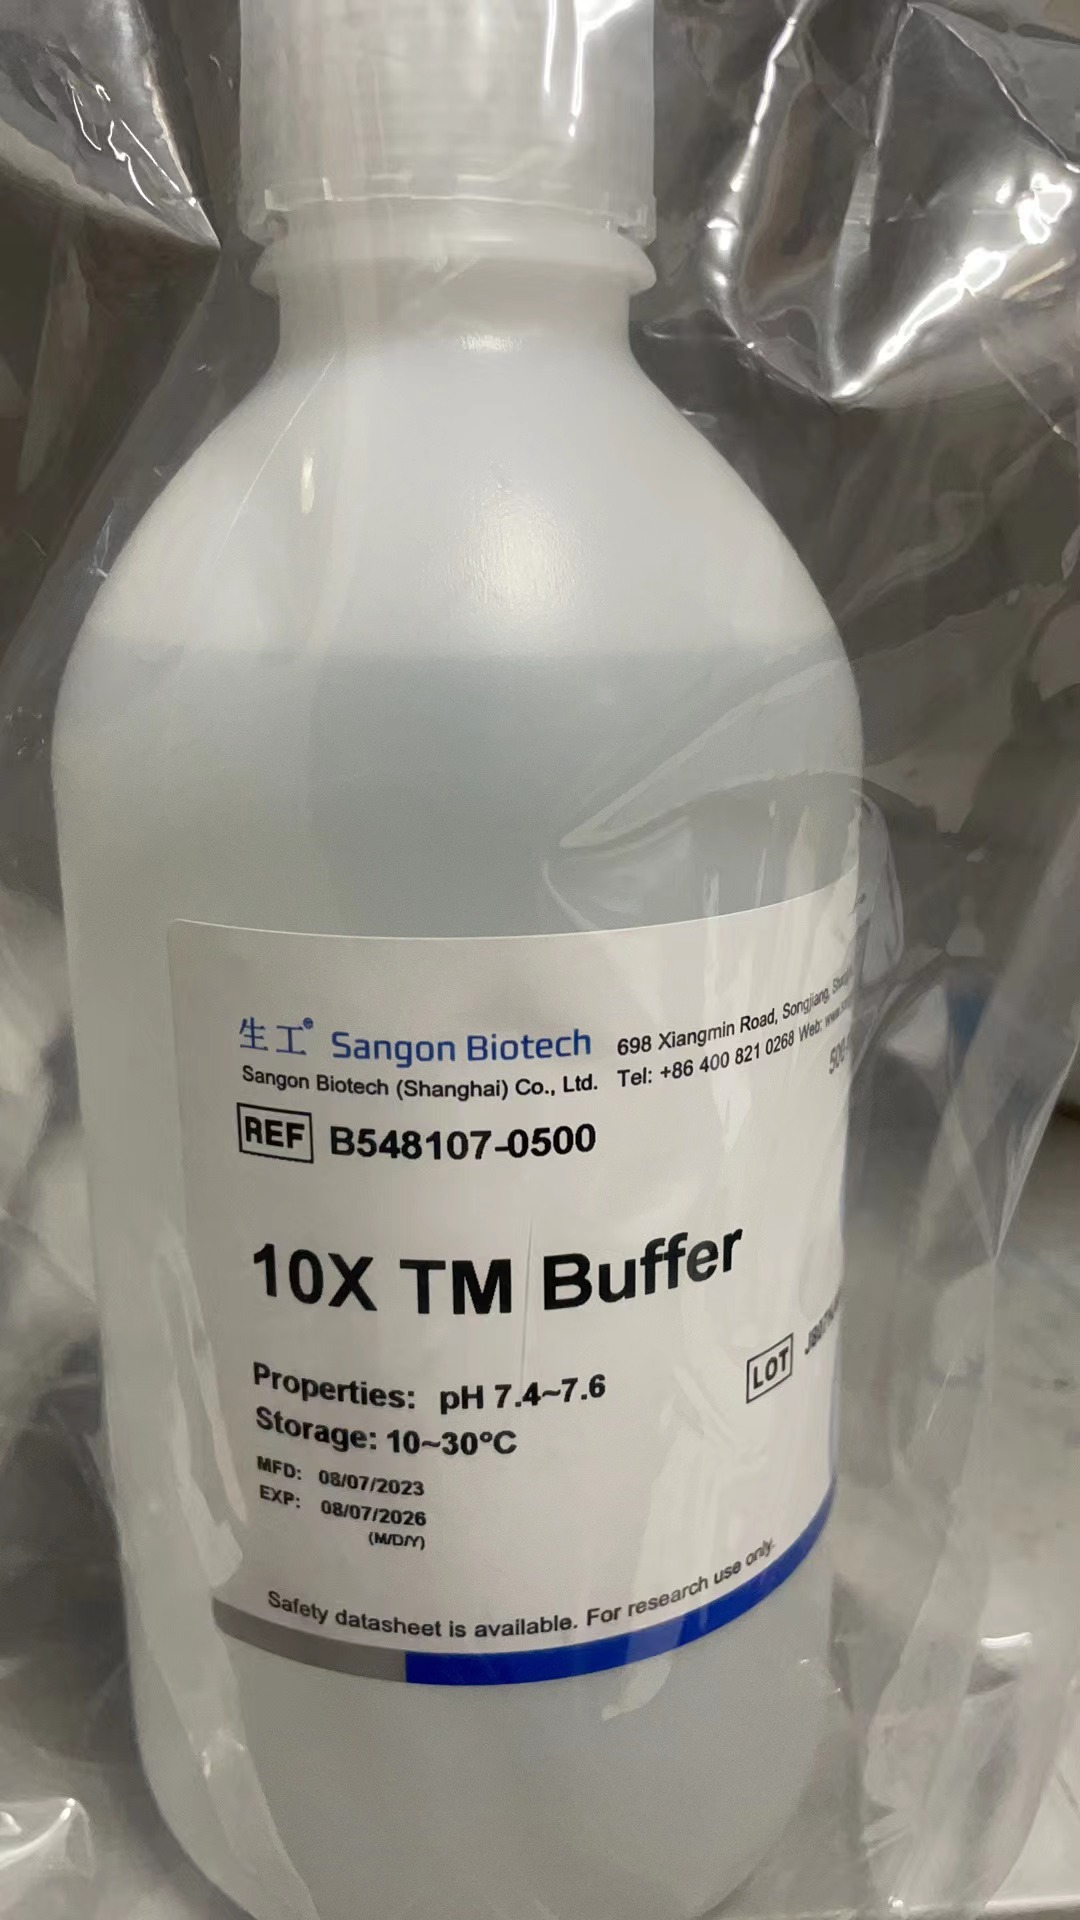 生工® Sangon Biotech
Sangon Biotech (Shanghai) Co., Ltd.
698 Xiangmin Road, Songjiang,
Tel: +86 400 821 0268 Web:
REF B548107-0500
10X TM Buffer
LOT
Properties: pH 7.4~7.6
Storage: 10~30°C
MFD: 08/07/2023
EXP: 08/07/2026
(M/D/Y)
Safety datasheet is available. For research use only.